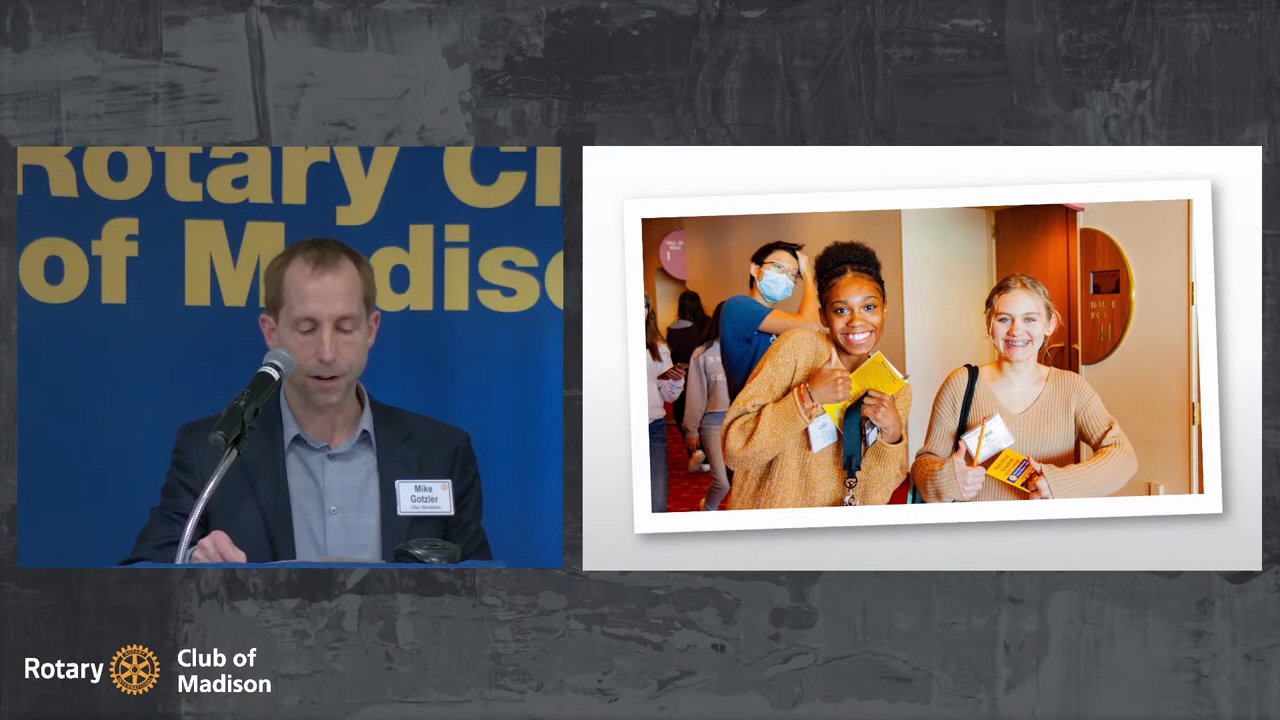 Rotary Cl
of Madiso
Mike
Gotzler
Rotary
Club of
Madison